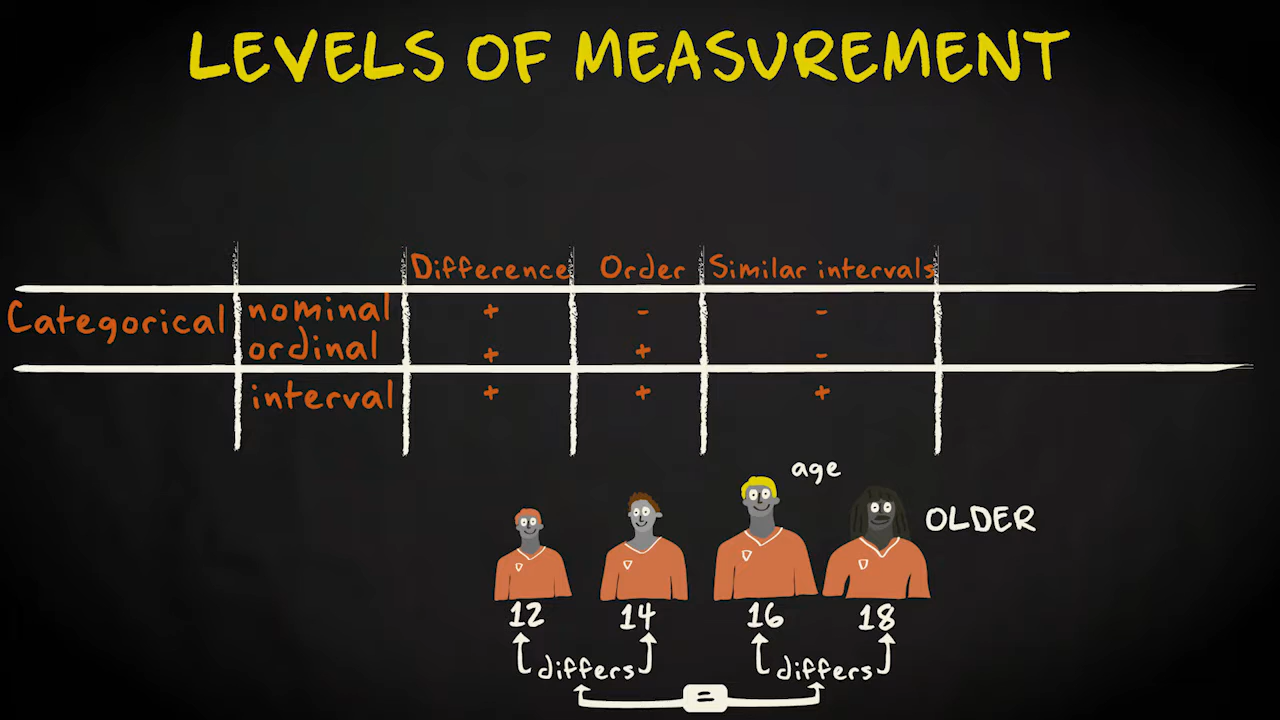 LEVELS OF MEASUREMENT
Difference Order Similar intervals
Categorical nominal + - -
ordinal + + -
interval + + +
age
OLDER
12 14 16 18
differs differs
=